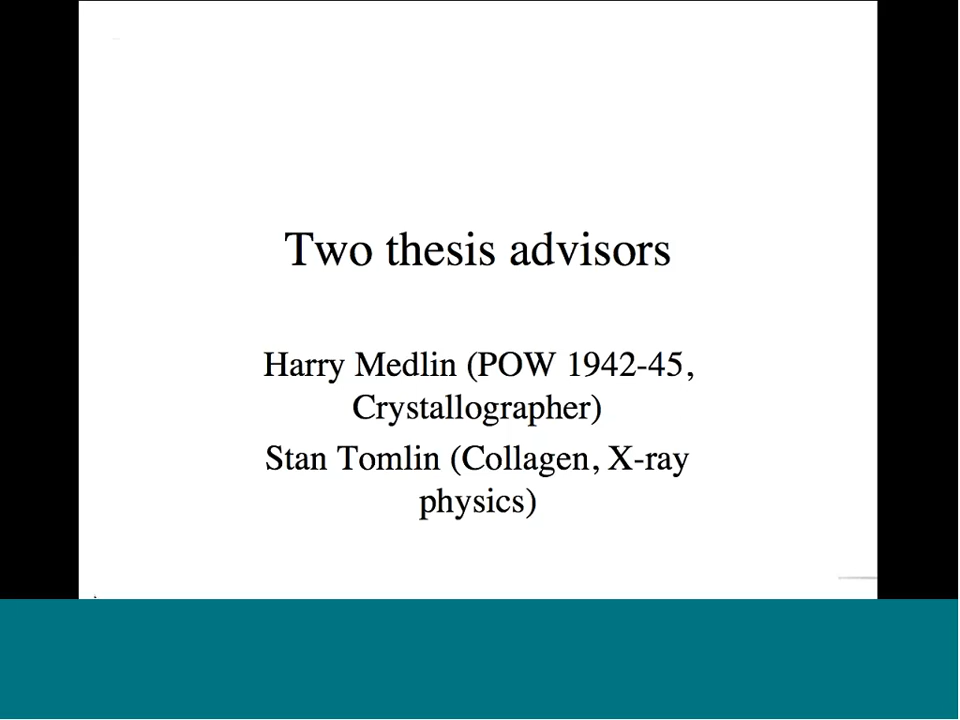 Two thesis advisors
Harry Medlin (POW 1942-45,
Crystallographer)
Stan Tomlin (Collagen, X-ray
physics)